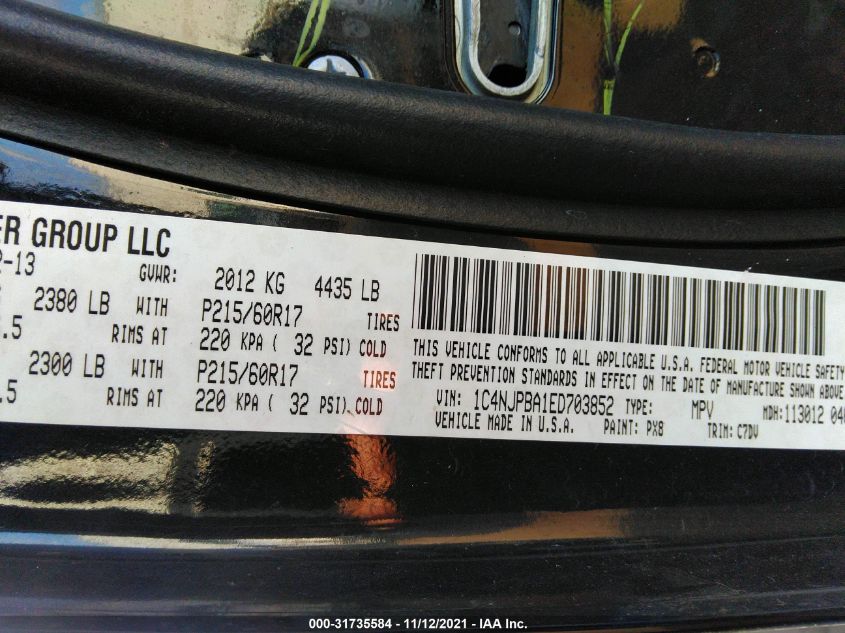 ER GROUP LLC
-13 GVWR: 2012 KG 4435 LB
2380 LB WITH P215/60R17 TIRES
.5 RIMS AT 220 KPA ( 32 PSI) COLD
2300 LB WITH P215/60R17 TIRES
.5 RIMS AT 220 KPA ( 32 PSI) COLD
THIS VEHICLE CONFORMS TO ALL APPLICABLE U.S.A. FEDERAL MOTOR VEHICLE SAFETY
THEFT PREVENTION STANDARDS IN EFFECT ON THE DATE OF MANUFACTURE SHOWN ABOVE
VIN: 1C4NJPBA1ED703852 TYPE: MPV MDH:113012 04
VEHICLE MADE IN U.S.A. PAINT: PX8 TRIM: C7DV
000-31735584 - 11/12/2021 - IAA Inc.